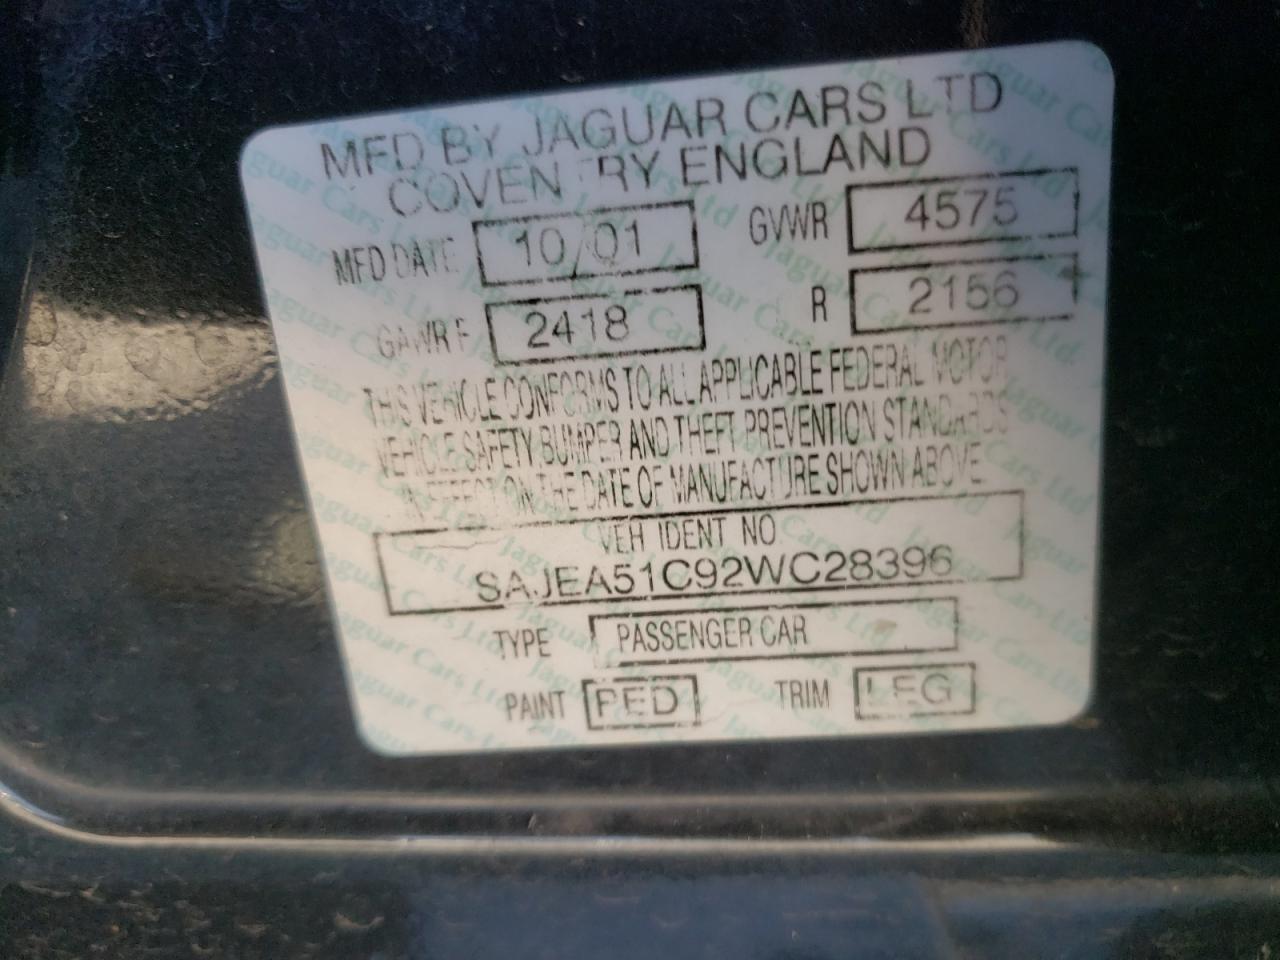 MFD BY JAGUAR CARS LTD
COVENTRY ENGLAND
MFD DATE 10/01 GVWR 4575
GAWR F 2418 R 2156
THIS VEHICLE CONFORMS TO ALL APPLICABLE FEDERAL MOTOR
VEHICLE SAFETY, BUMPER AND THEFT PREVENTION STANDARDS
IN EFFECT ON THE DATE OF MANUFACTURE SHOWN ABOVE.
VEH IDENT NO
SAJEA51C92WC28396
TYPE PASSENGER CAR
PAINT PED TRIM LEG